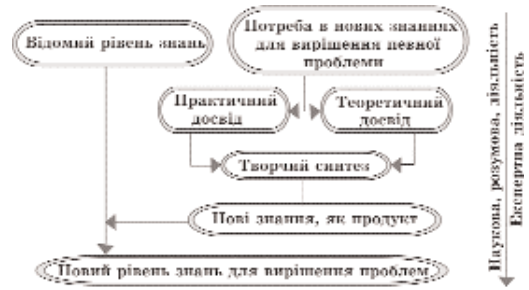 Відомий рівень знань
Потреба в нових знаннях
для вирішення певної
проблеми
Практичний
досвід
Теоретичний
досвід
Творчий синтез
Нові знання, як продукт
Новий рівень знань для вирішення проблем
Наукова, розумова, діяльність
Експертна діяльність